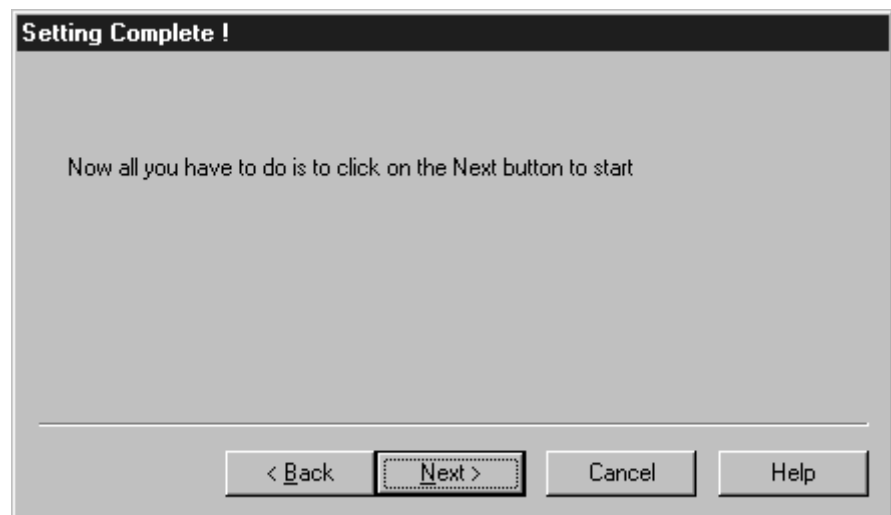 Setting Complete !
Now all you have to do is to click on the Next button to start
< Back Next > Cancel Help